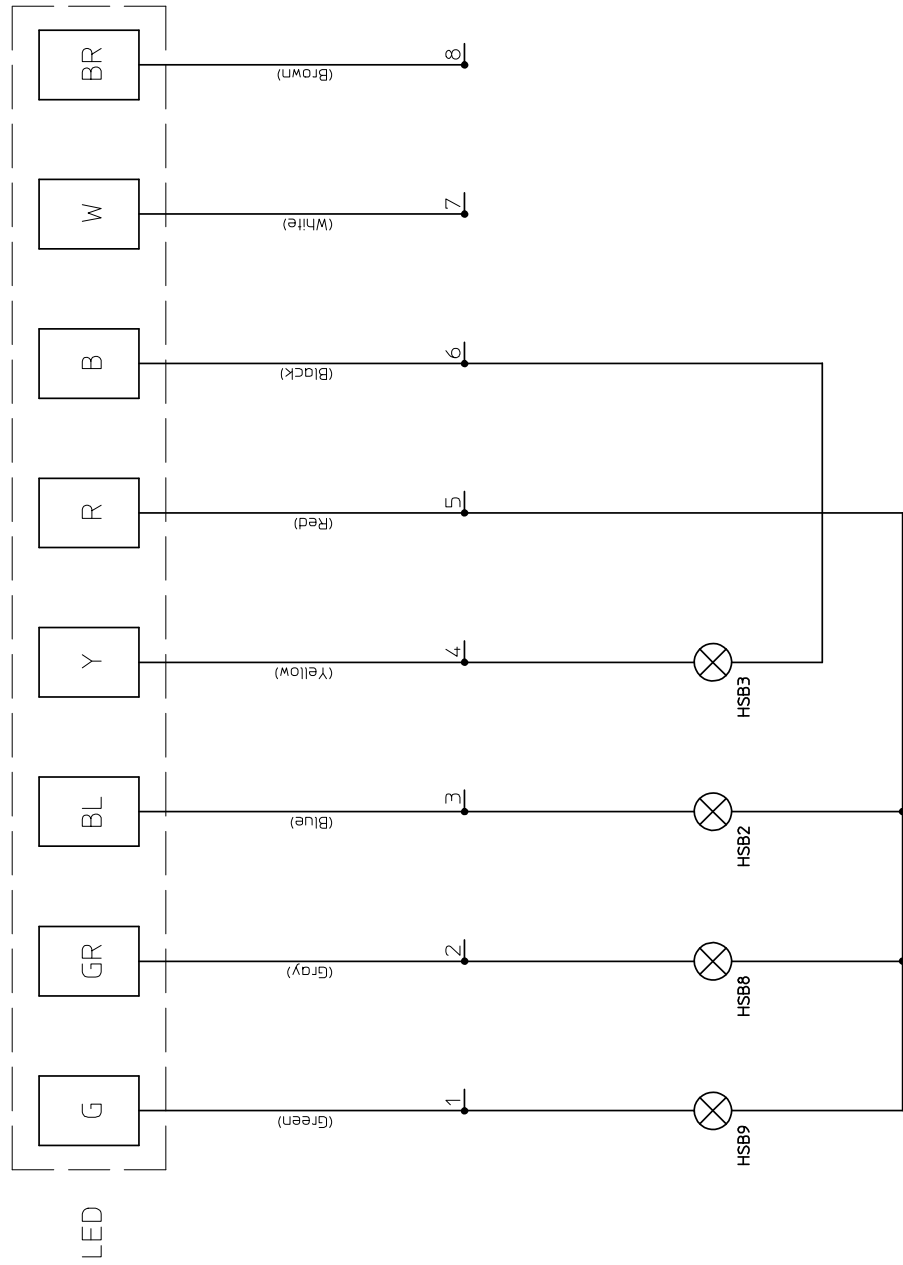 LED
G
GR
BL
Y
R
B
W
BR
(Green)
(Gray)
(Blue)
(Yellow)
(Red)
(Black)
(White)
(Brown)
1
2
3
4
5
6
7
8
HSB9
HSB8
HSB2
HSB3